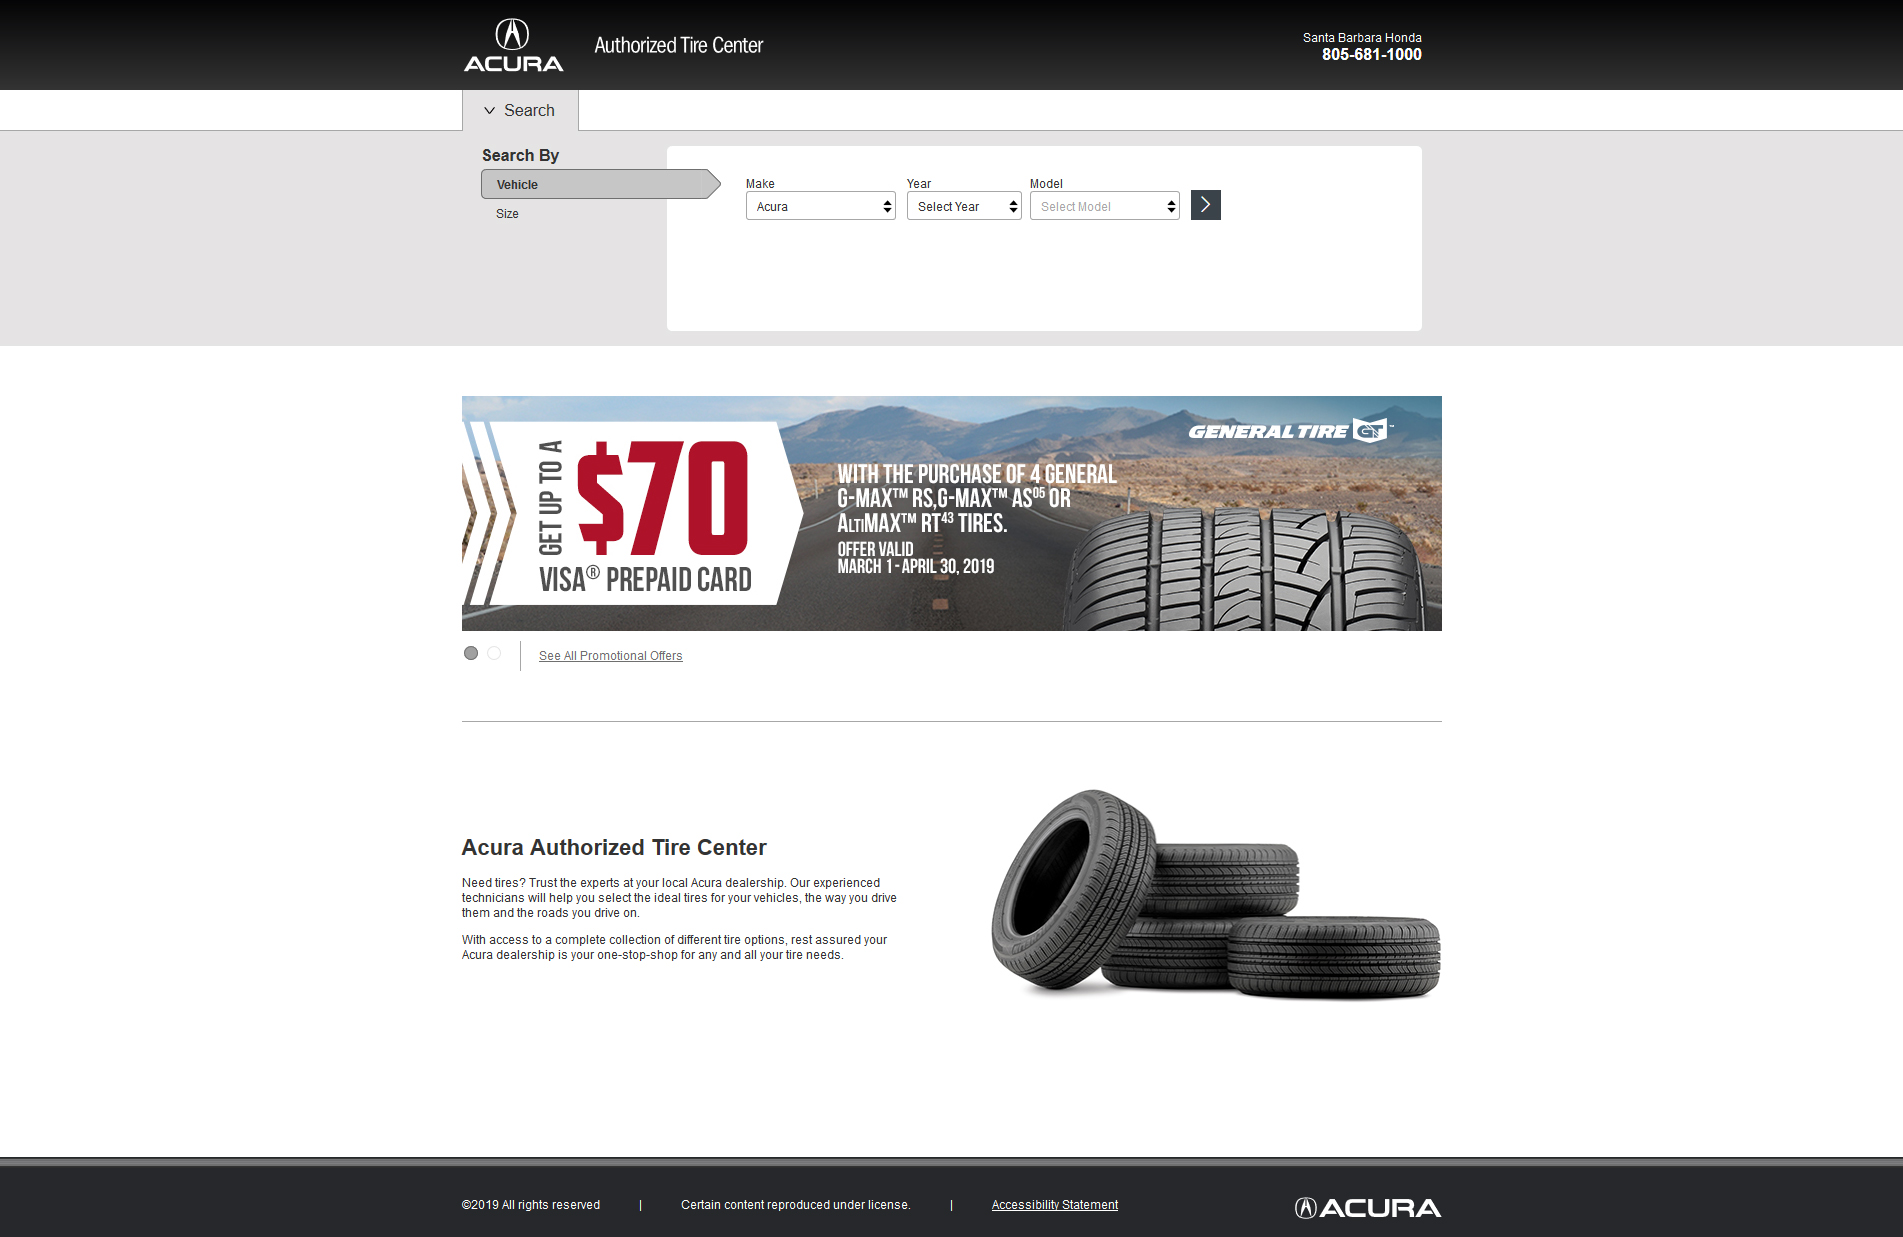 ACURA
Authorized Tire Center
Santa Barbara Honda
805-681-1000
Search
Search By
Vehicle
Size
Make
Year
Model
Acura
Select Year
Select Model
GET UP TO A
$70
VISA® PREPAID CARD
GENERAL TIRE GT™
WITH THE PURCHASE OF 4 GENERAL
G-MAX™ RS,G-MAX™ AS05 OR
ALTIMAX™ RT43 TIRES.
OFFER VALID
MARCH 1 - APRIL 30, 2019
See All Promotional Offers
Acura Authorized Tire Center
Need tires? Trust the experts at your local Acura dealership. Our experienced
technicians will help you select the ideal tires for your vehicles, the way you drive
them and the roads you drive on.
With access to a complete collection of different tire options, rest assured your
Acura dealership is your one-stop-shop for any and all your tire needs.
©2019 All rights reserved | Certain content reproduced under license. | Accessibility Statement
ACURA